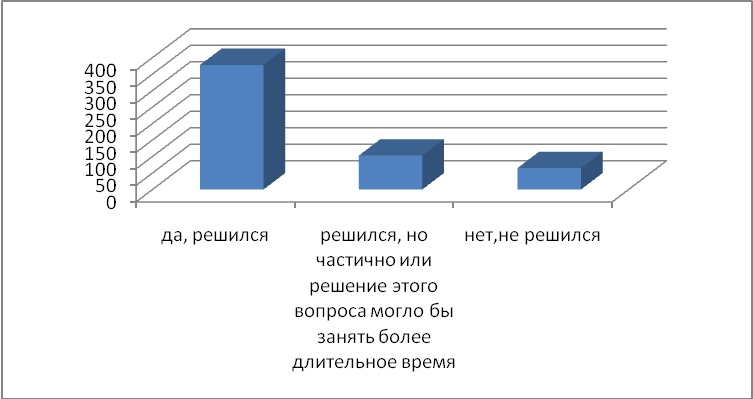 400
350
300
250
200
150
100
50
0
да, решился
решился, но
частично или
решение этого
вопроса могло бы
занять более
длительное время
нет,не решился